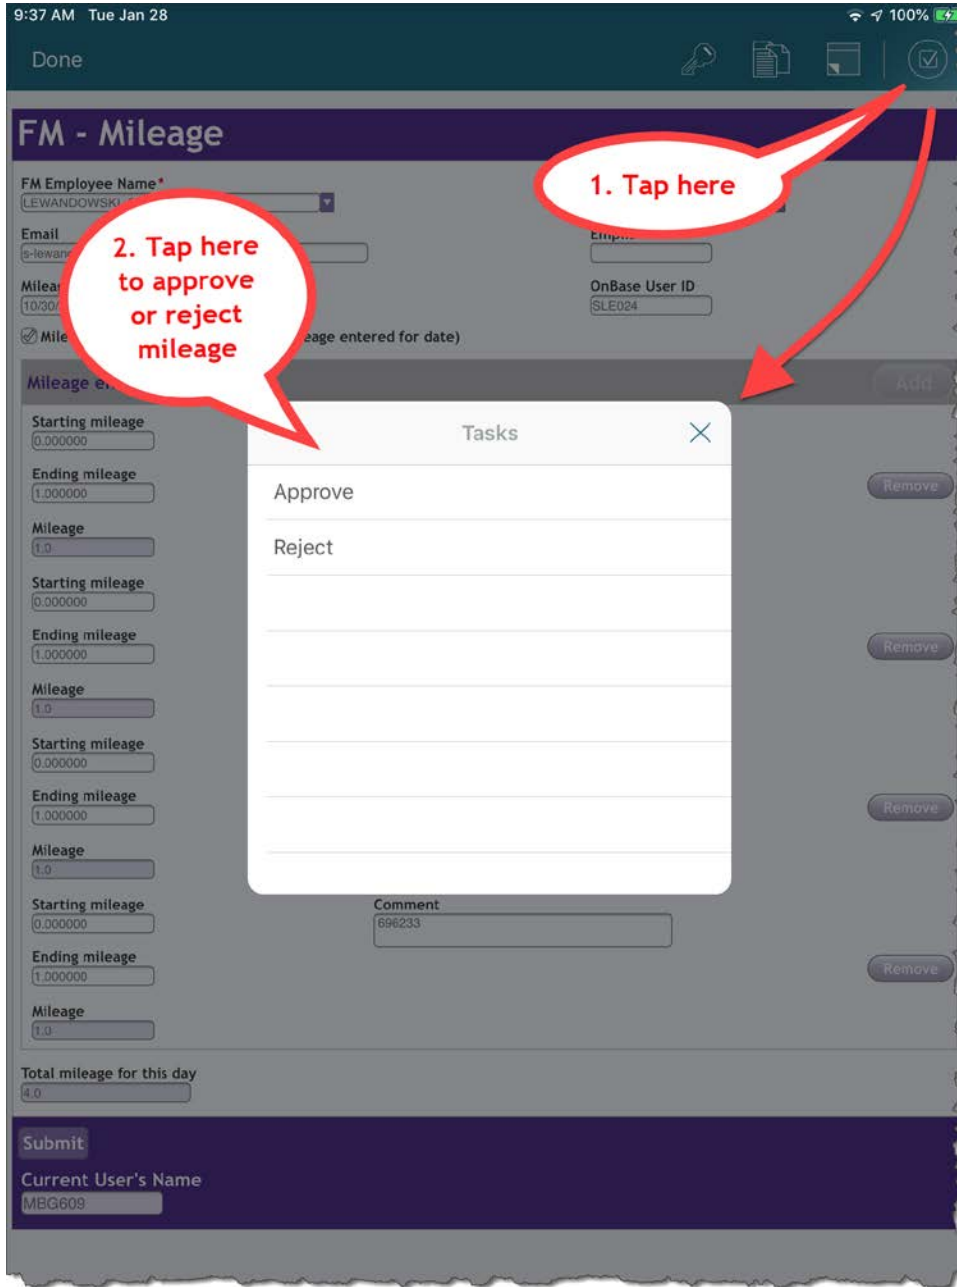 9:37 AM Tue Jan 28
100%
Done
FM - Mileage
1. Tap here
FM Employee Name*
LEWANDOWSKI,
Email
2. Tap here
to approve
or reject
mileage
OnBase User ID
10/30/
SLE024
eage entered for date)
Mileage
Add
Starting mileage
0.000000
Tasks
Ending mileage
1.000000
Approve
Remove
Mileage
1.0
Reject
Starting mileage
0.000000
Ending mileage
1.000000
Remove
Mileage
1.0
Starting mileage
0.000000
Ending mileage
1.000000
Remove
Mileage
1.0
Starting mileage
Comment
0.000000
696233
Ending mileage
1.000000
Remove
Mileage
1.0
Total mileage for this day
4.0
Submit
Current User's Name
MBG609